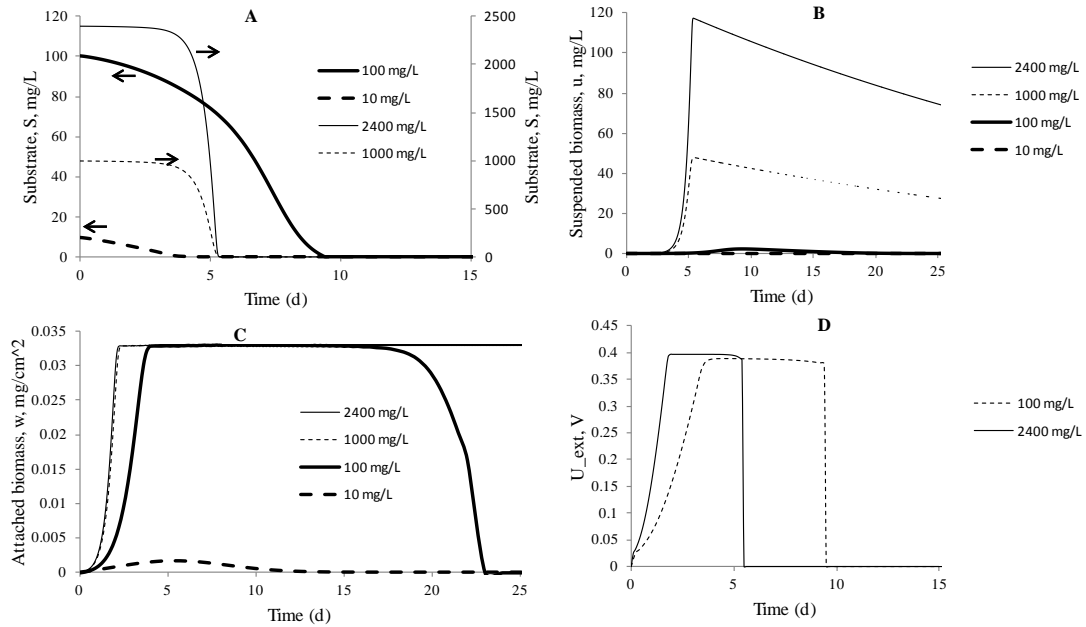 A
120
100
80
60
40
20
0
Substrate, S, mg/L
2500
2000
1500
1000
500
0
Substrate, S, mg/L
100 mg/L
10 mg/L
2400 mg/L
1000 mg/L
0 5 10 15
Time (d)
B
120
100
80
60
40
20
0
Suspended biomass, u, mg/L
2400 mg/L
1000 mg/L
100 mg/L
10 mg/L
0 5 10 15 20 25
Time (d)
C
0.035
0.03
0.025
0.02
0.015
0.01
0.005
0
Attached biomass, w, mg/cm^2
2400 mg/L
1000 mg/L
100 mg/L
10 mg/L
0 5 10 15 20 25
Time (d)
D
0.45
0.4
0.35
0.3
0.25
0.2
0.15
0.1
0.05
0
U_ext, V
100 mg/L
2400 mg/L
0 5 10 15
Time (d)